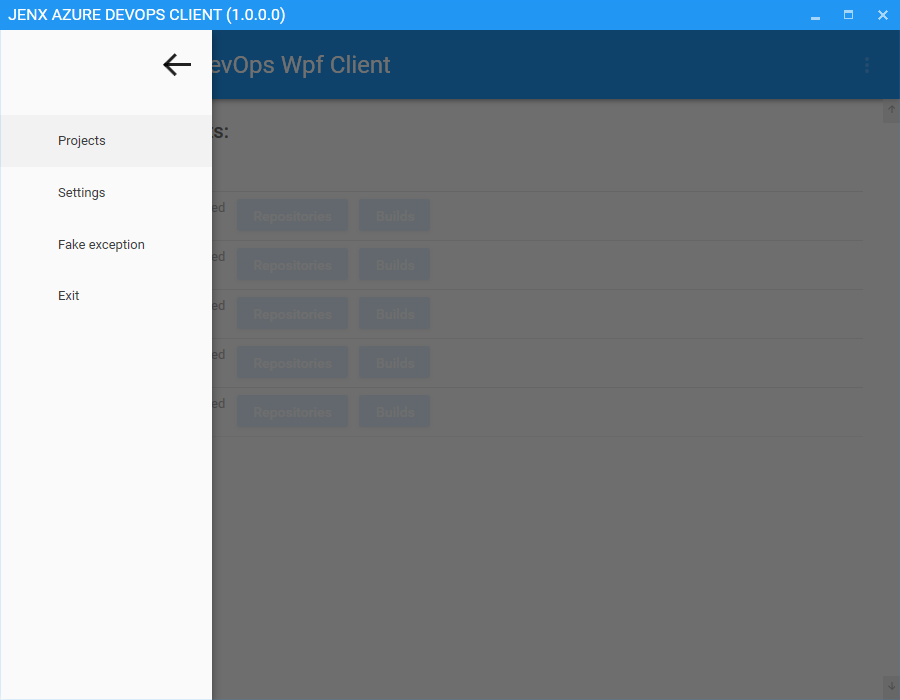 JENX AZURE DEVOPS CLIENT (1.0.0.0)
evOps Wpf Client
Projects
Settings
Fake exception
Exit
ts:
ed Repositories Builds
ed Repositories Builds
ed Repositories Builds
ed Repositories Builds
ed Repositories Builds